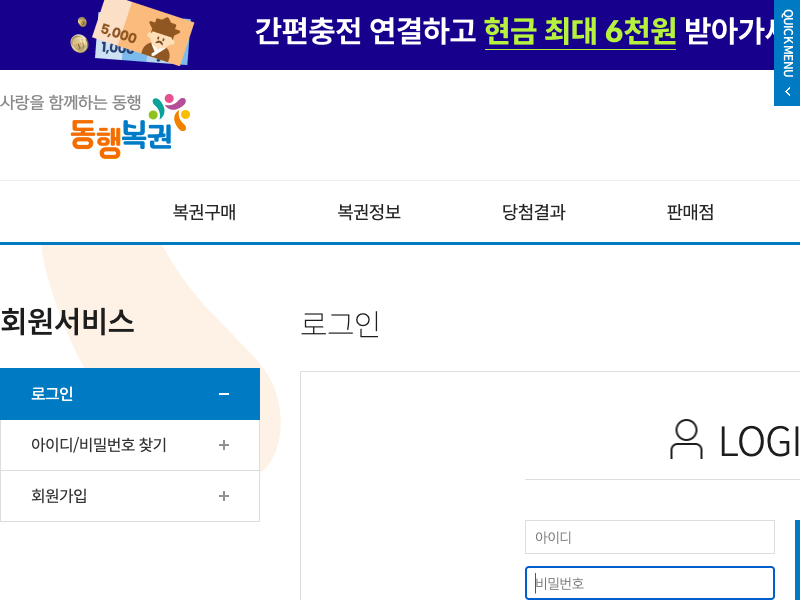 5,000
1,000
간편충전 연결하고 현금 최대 6천원 받아가
QUICK MENU
사랑을 함께하는 동행
동행복권
복권구매
복권정보
당첨결과
판매점
회원서비스
로그인
로그인
아이디/비밀번호 찾기
회원가입
LOGI
아이디
비밀번호